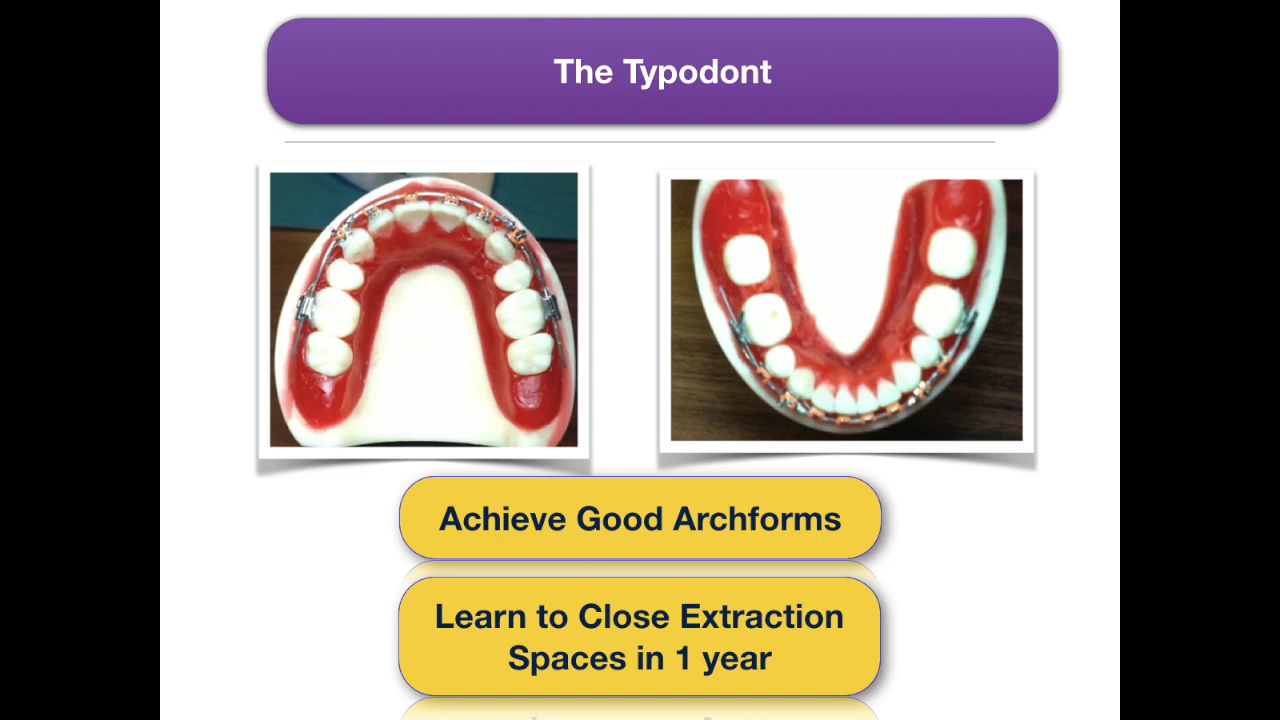 The Typodont
Achieve Good Archforms
Learn to Close Extraction
Spaces in 1 year